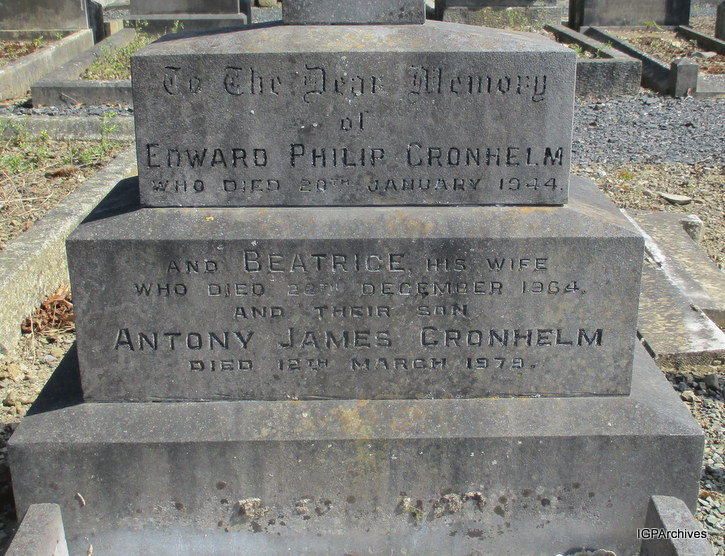 To The Dear Memory
of
EDWARD PHILIP CRONHELM
WHO DIED 20TH JANUARY 1944.
AND BEATRICE, HIS WIFE
WHO DIED DECEMBER 1964.
AND THEIR SON
ANTONY JAMES CRONHELM
DIED 12TH MARCH 1979.
IGPArchives